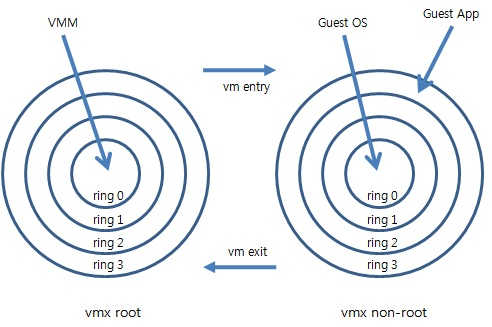 VMM
Guest OS
Guest App
vm entry
ring 0
ring 1
ring 2
ring 3
ring 0
ring 1
ring 2
ring 3
vm exit
vmx root
vmx non-root